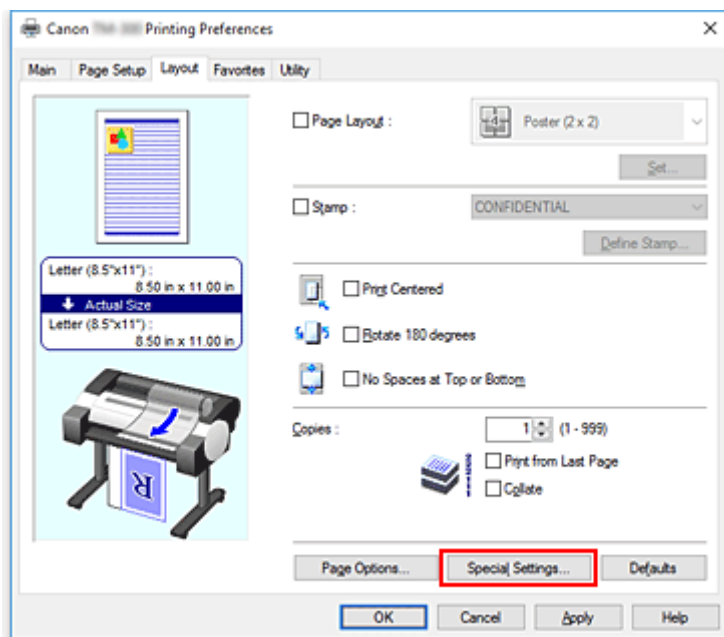 Canon Printing Preferences
Main Page Setup Layout Favorites Utility
Page Layout :
4 Poster (2 x 2)
Set...
Stamp :
CONFIDENTIAL
Define Stamp...
Letter (8.5"x11") :
8.50 in x 11.00 in
Actual Size
Letter (8.5"x11") :
8.50 in x 11.00 in
Print Centered
Rotate 180 degrees
No Spaces at Top or Bottom
R
Copies :
1 (1 - 999)
Print from Last Page
Collate
Page Options... Special Settings... Defaults
OK Cancel Apply Help